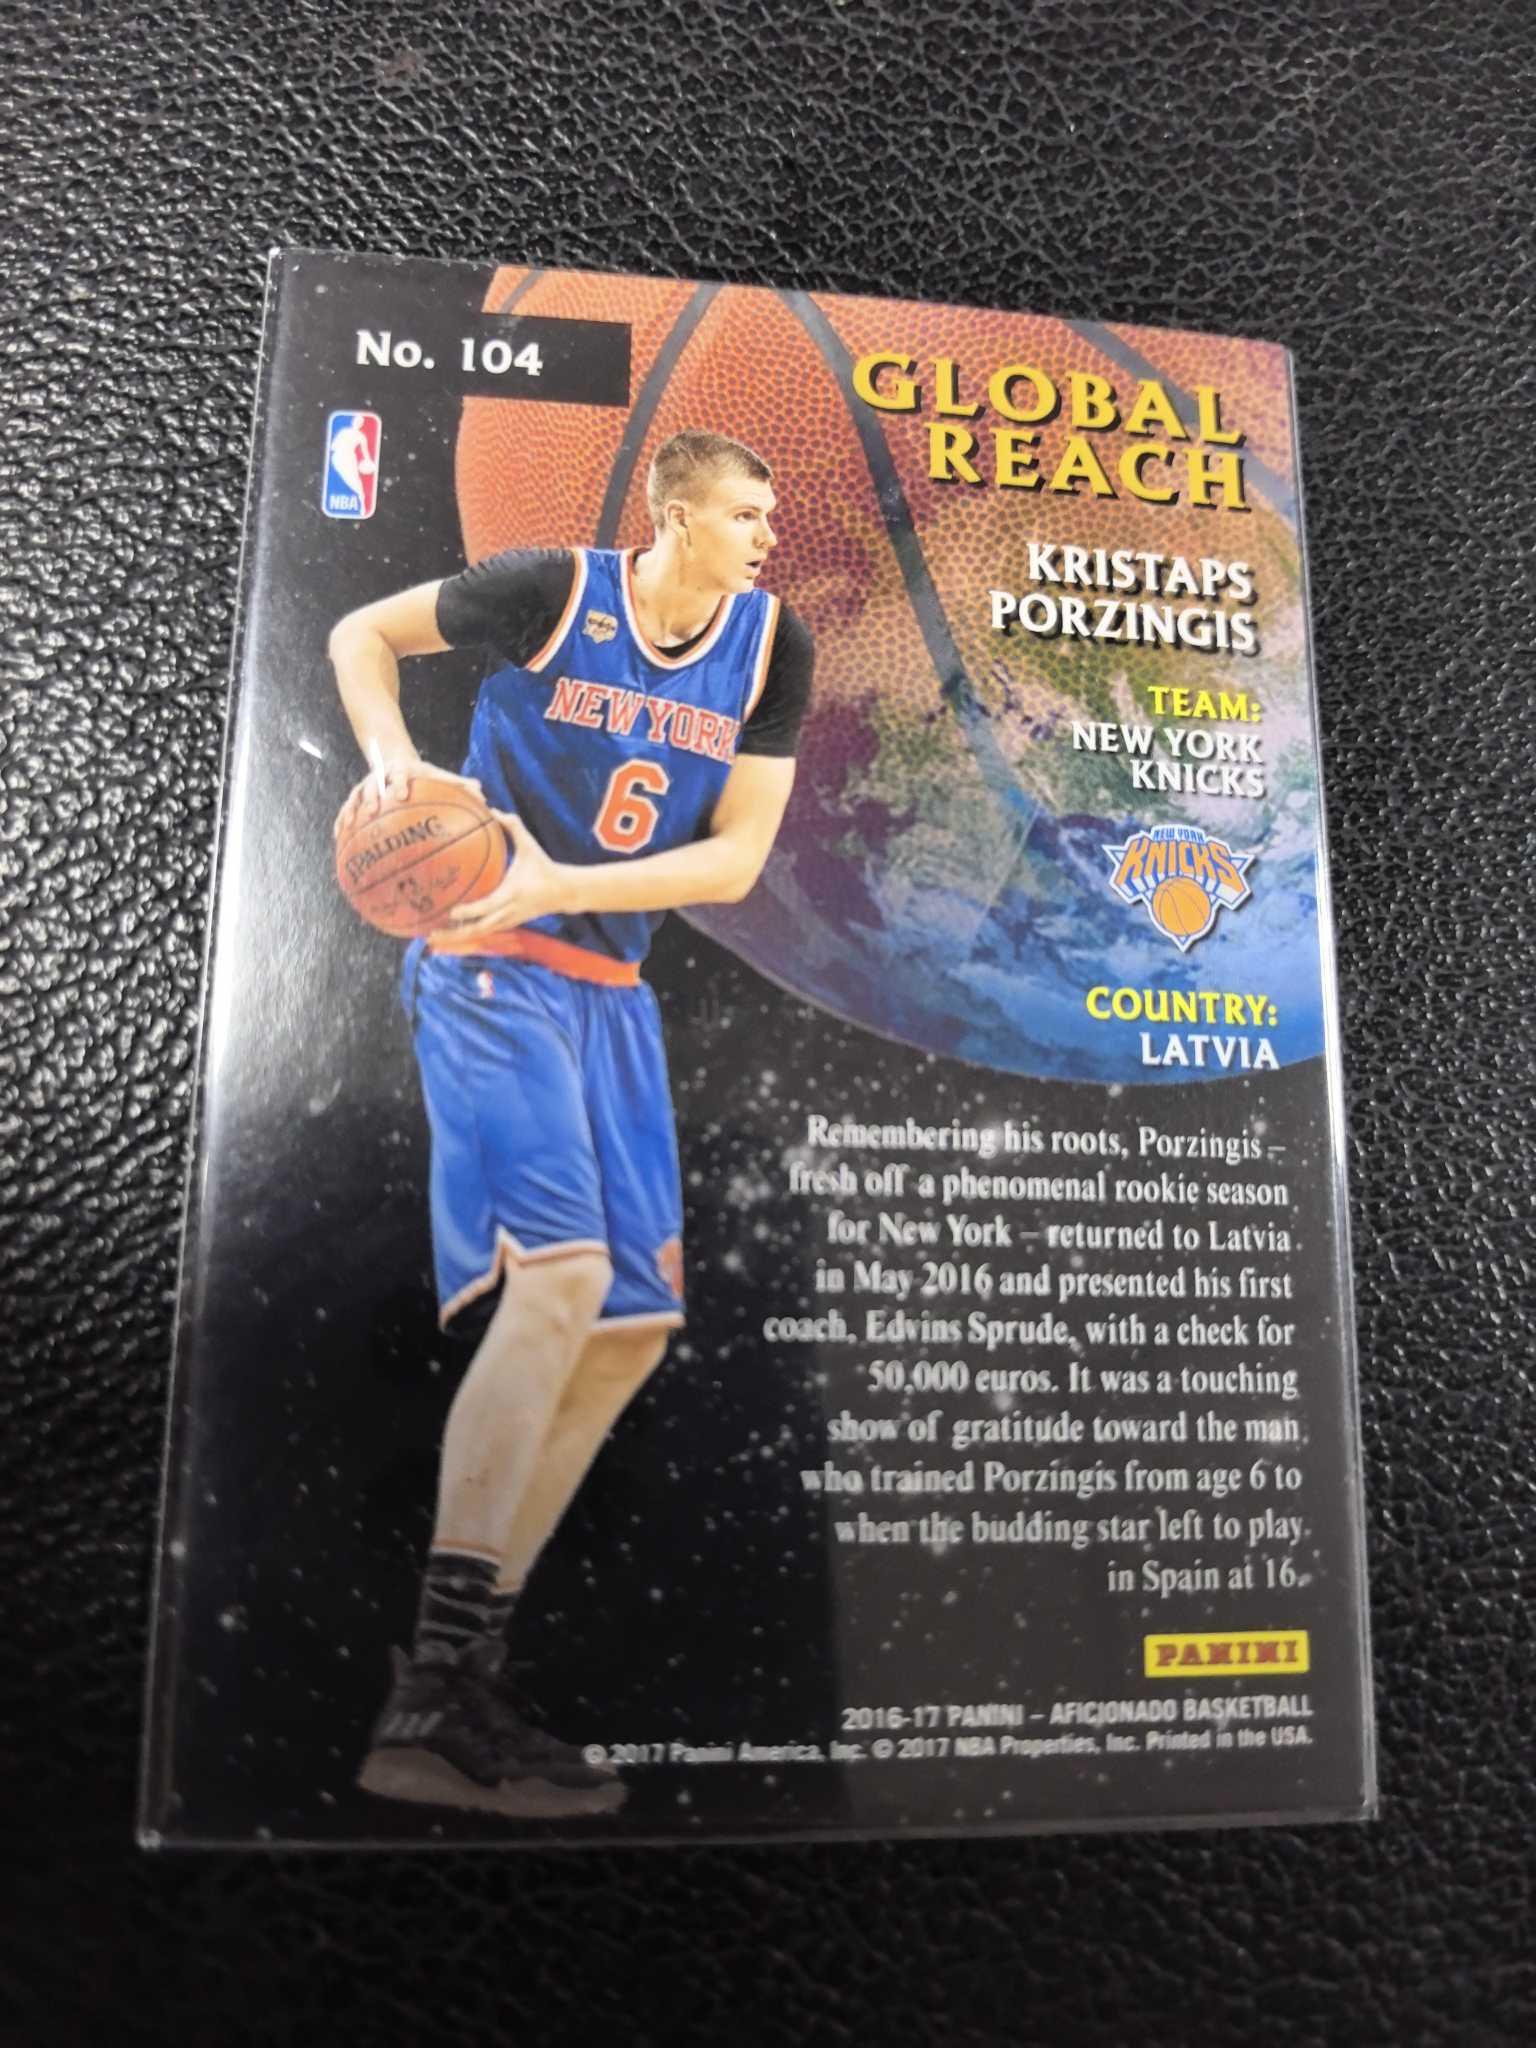 No. 104
GLOBAL
REACH
NBA
KRISTAPS
PORZINGIS
TEAM:
NEW YORK
KNICKS
NEW YORK
6
SPALDING
NEW YORK
KNICKS
COUNTRY:
LATVIA
Remembering his roots, Porzingis –
fresh off a phenomenal rookie season
for New York – returned to Latvia
in May 2016 and presented his first
coach, Edvins Sprude, with a check for
50,000 euros. It was a touching
show of gratitude toward the man
who trained Porzingis from age 6 to
when the budding star left to play
in Spain at 16.
PANINI
2016-17 PANINI – AFICIONADO BASKETBALL
© 2017 Panini America, Inc. © 2017 NBA Properties, Inc. Printed in the USA.